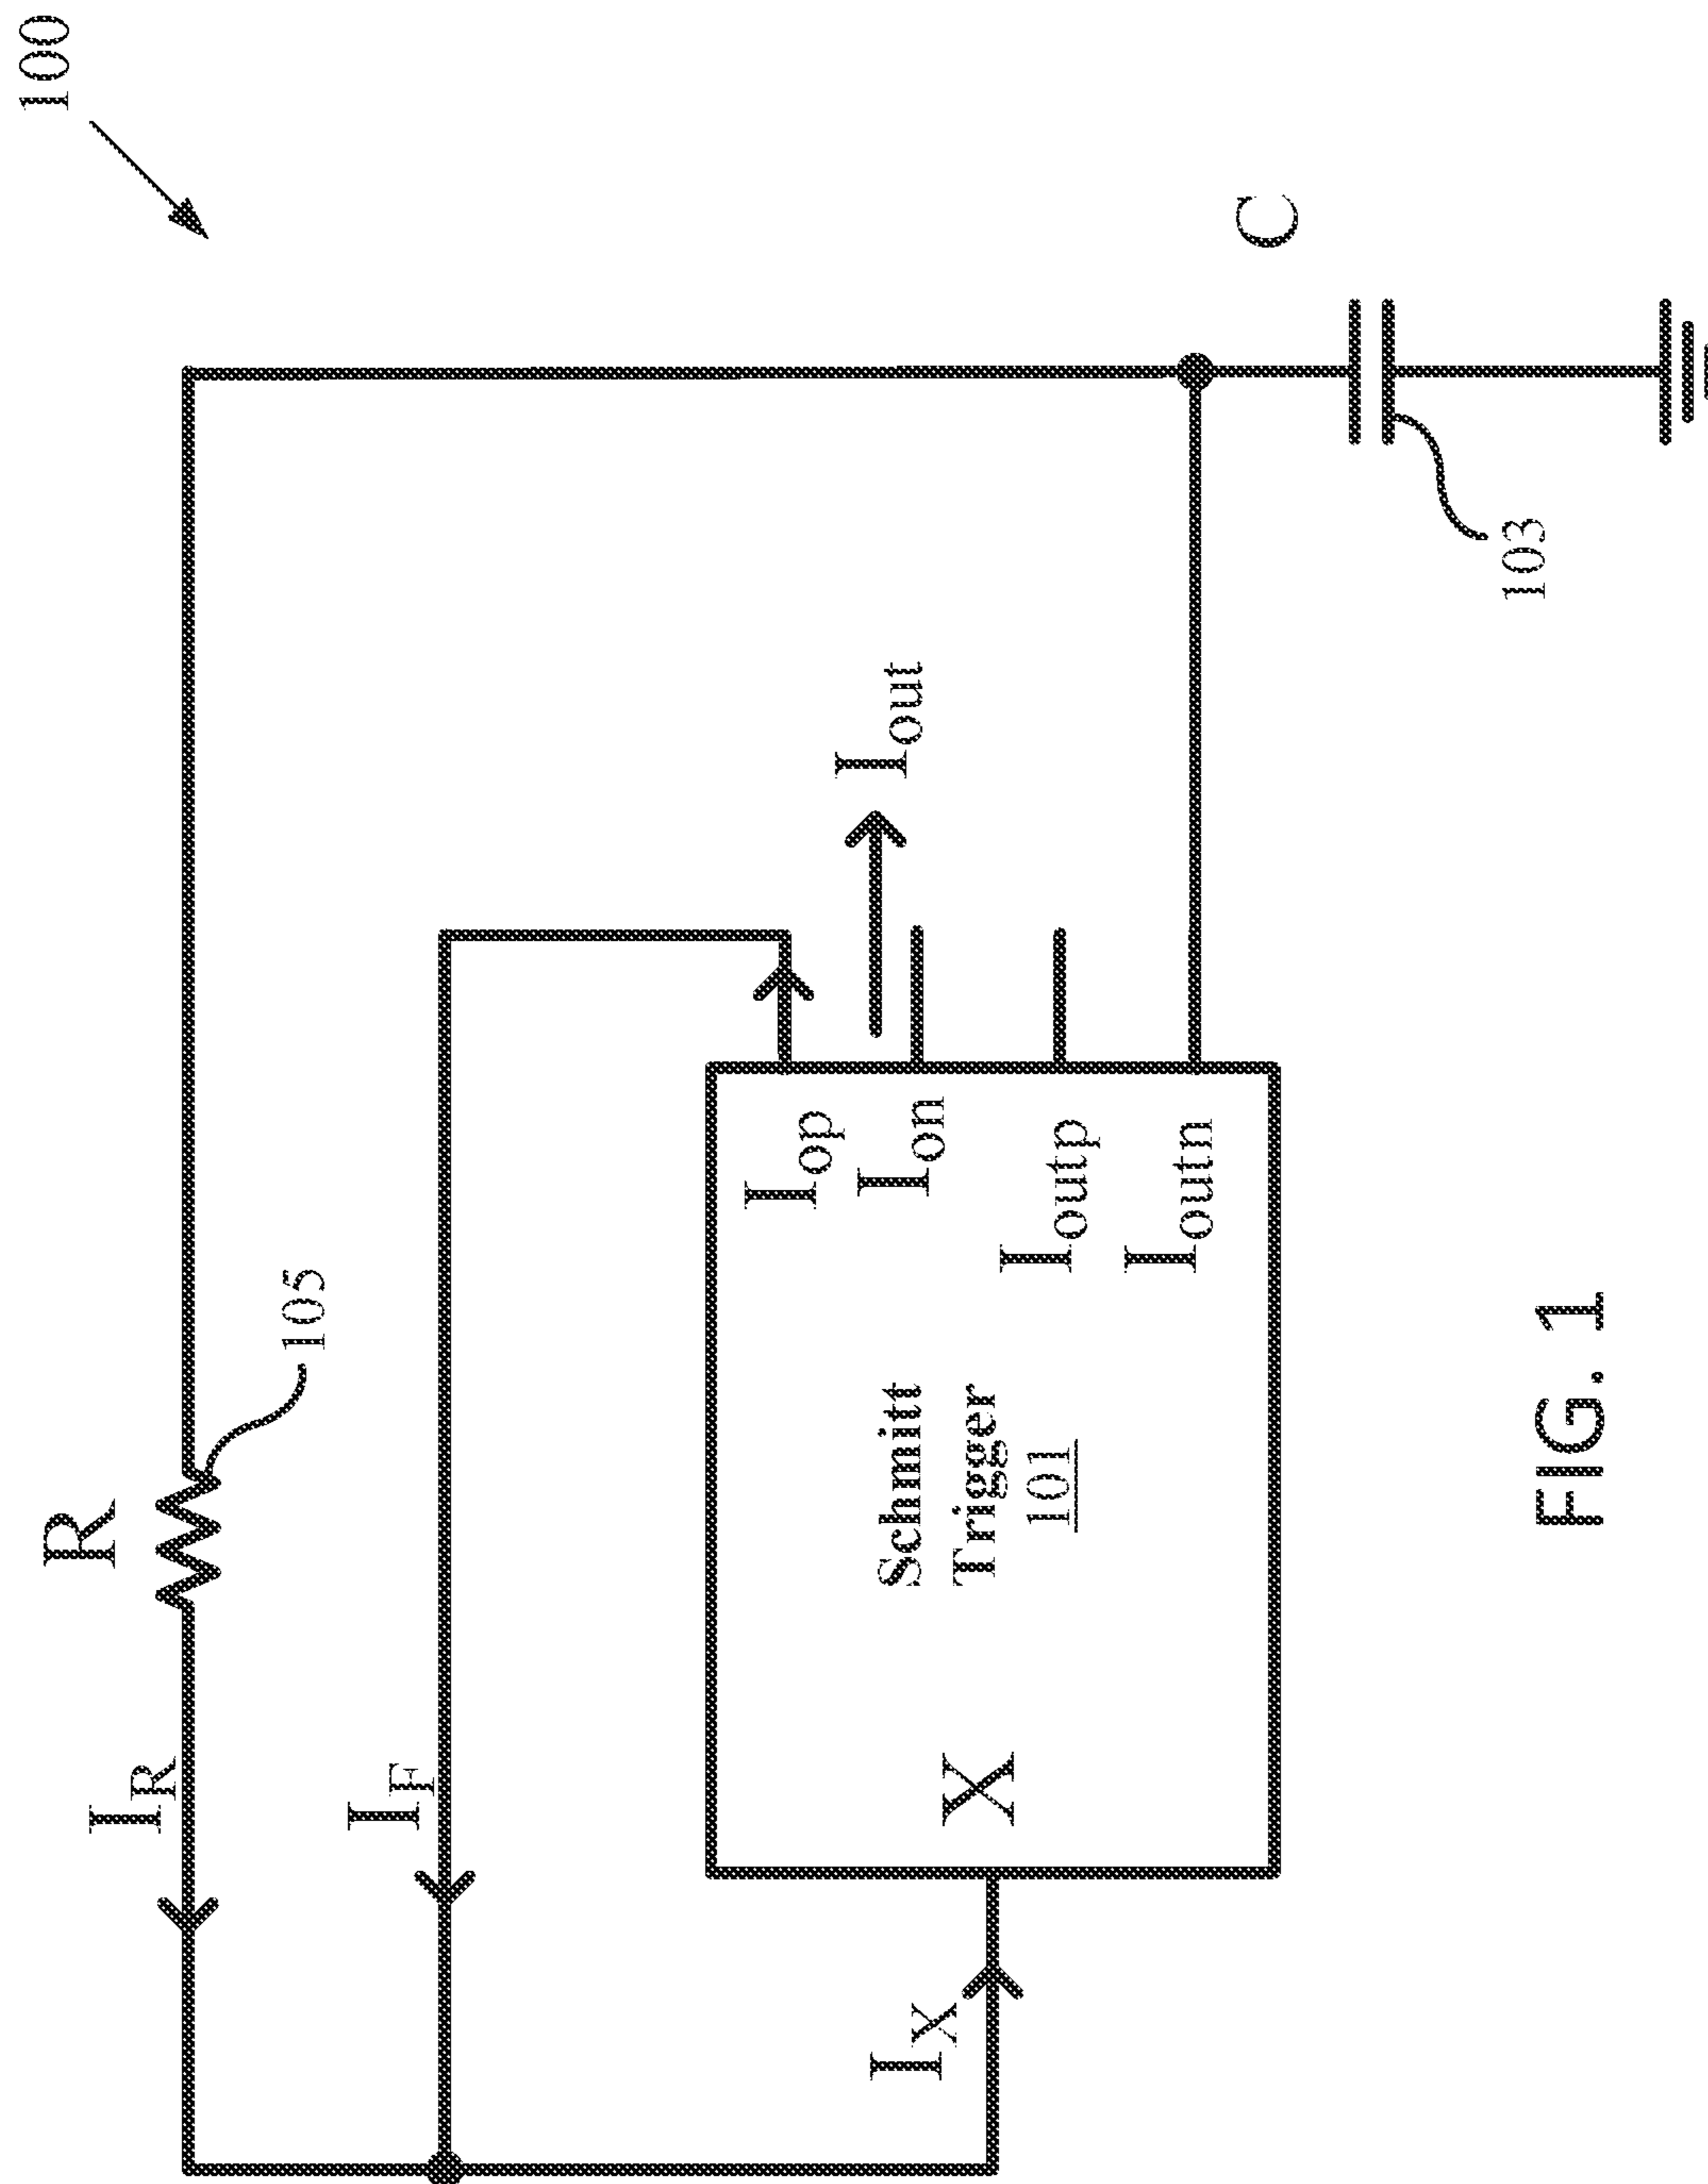 100
R
105
I_R
I_F
I_op
I_out
I_on
Schmitt
Trigger
101
X
I_X
I_outp
I_outn
C
103
FIG. 1